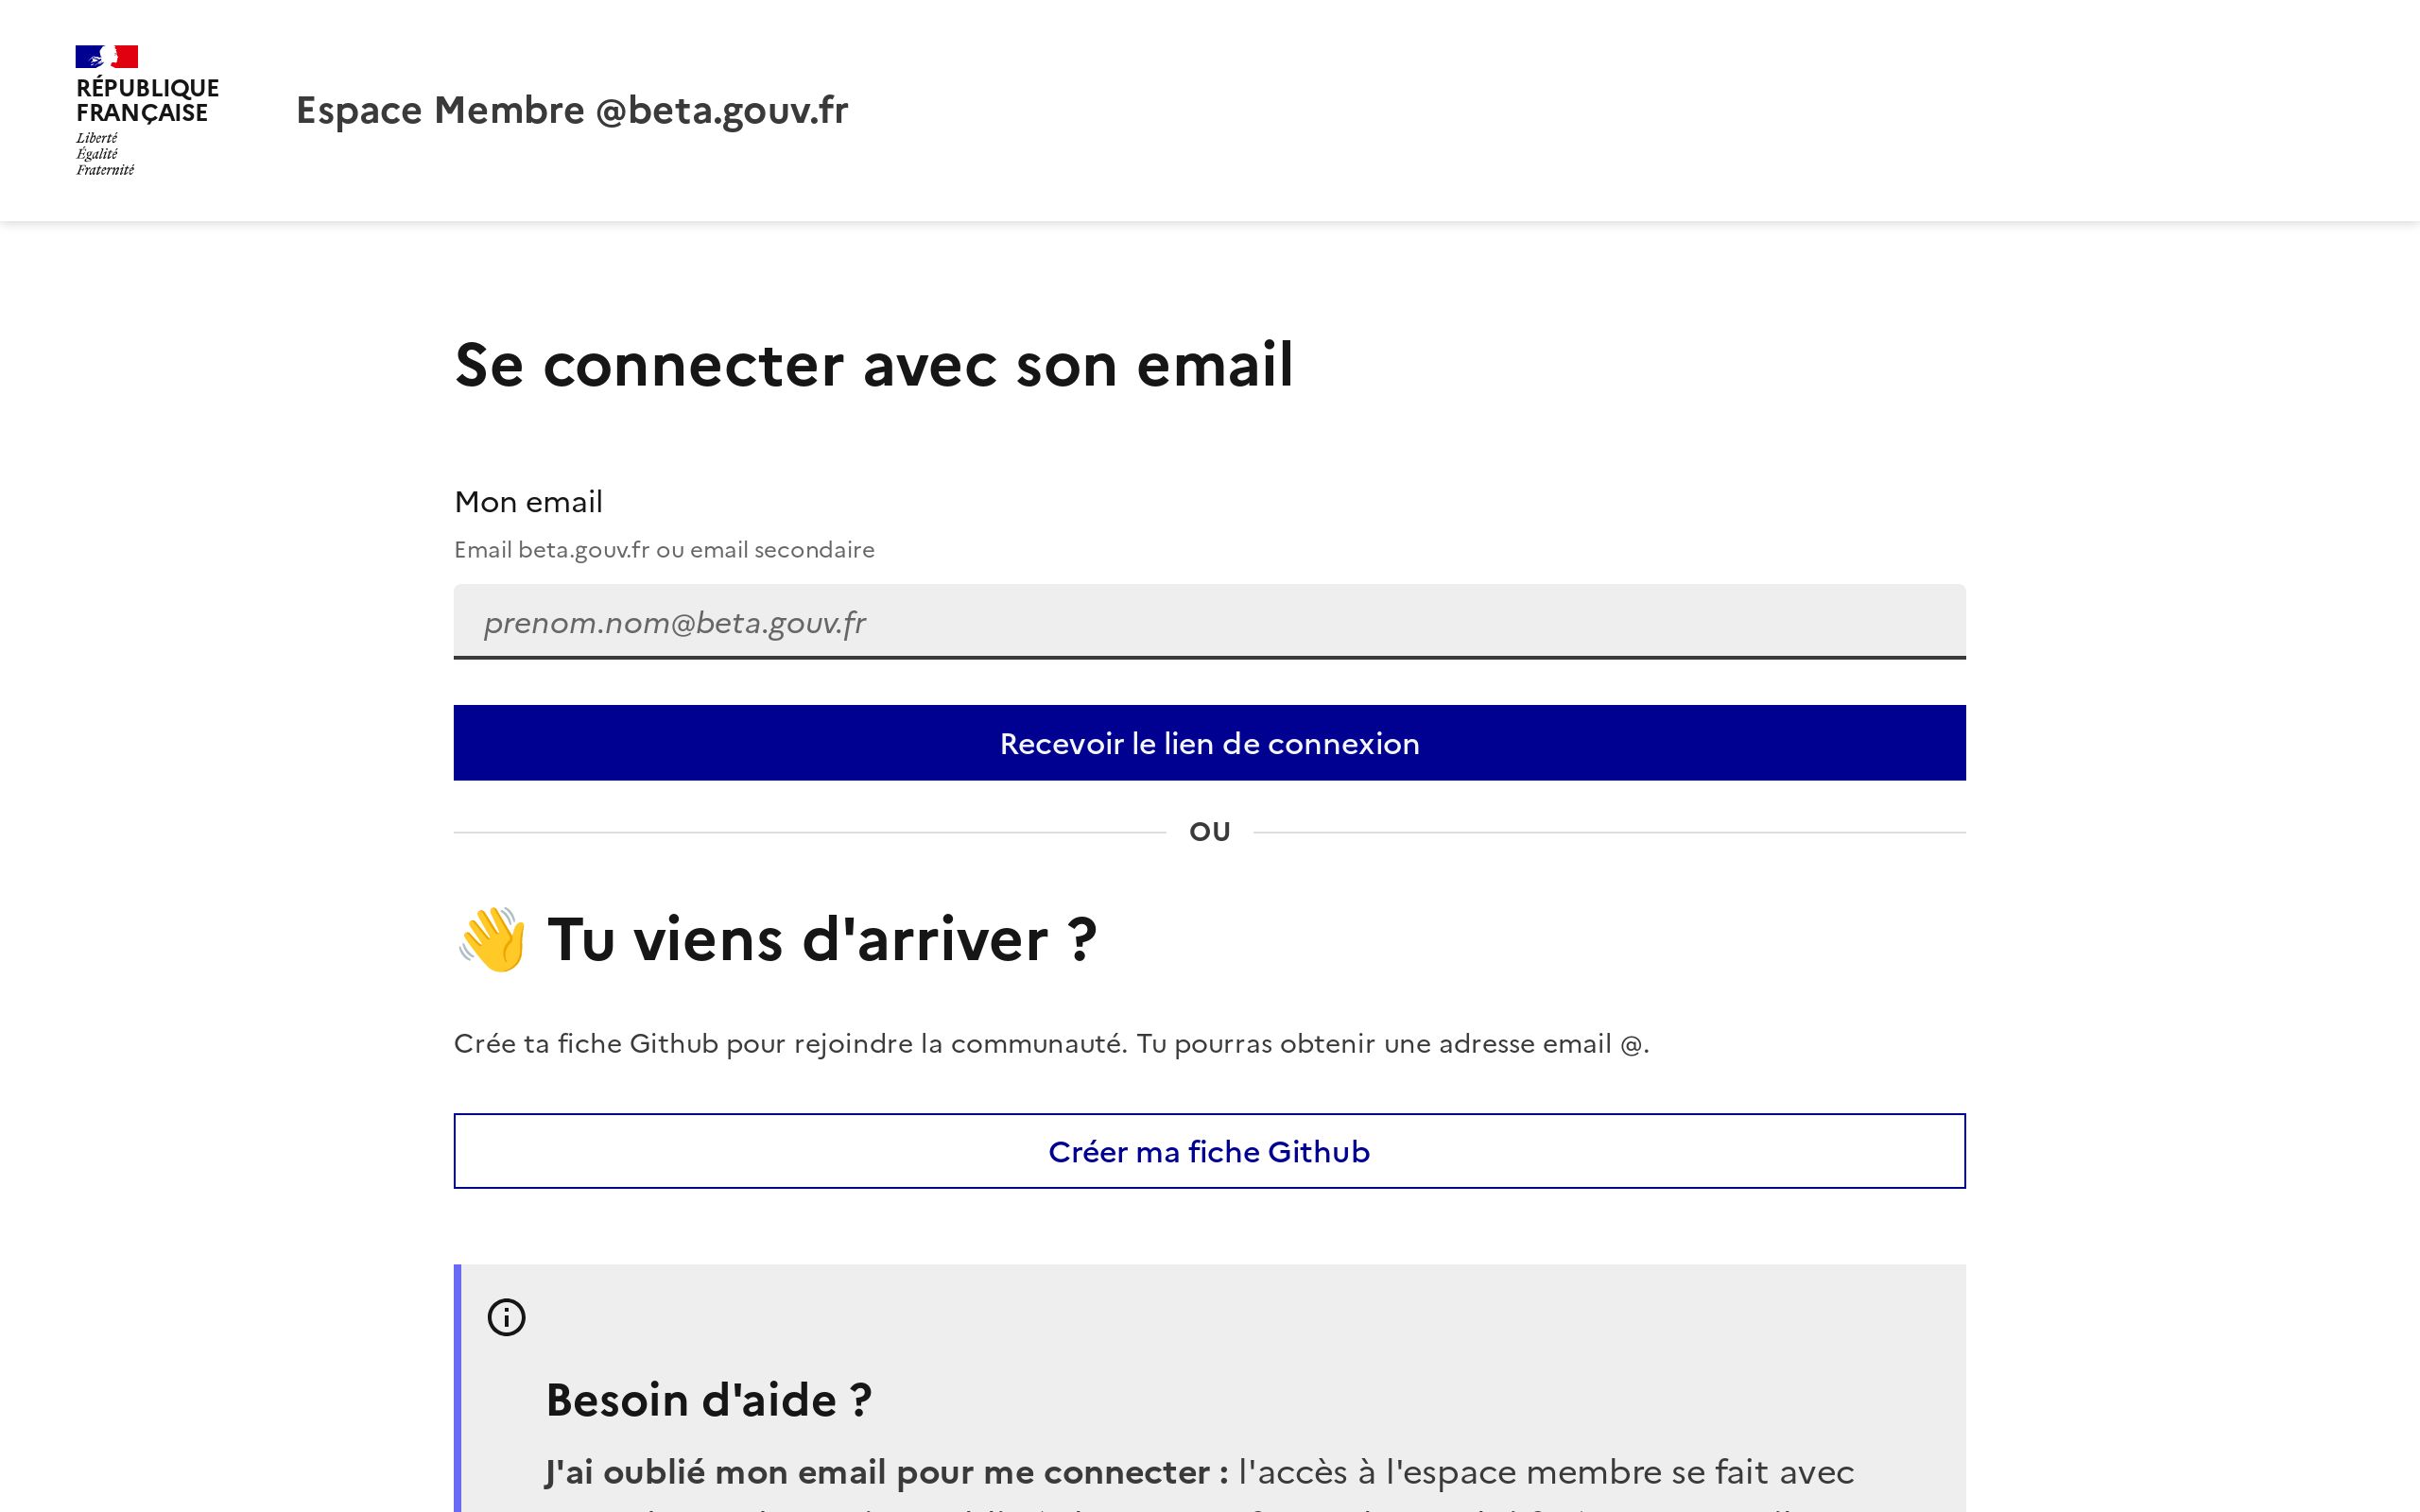 RÉPUBLIQUE
FRANÇAISE
Liberté
Égalité
Fraternité
Espace Membre @beta.gouv.fr
Se connecter avec son email
Mon email
Email beta.gouv.fr ou email secondaire
prenom.nom@beta.gouv.fr
Recevoir le lien de connexion
OU
👋 Tu viens d'arriver ?
Crée ta fiche Github pour rejoindre la communauté. Tu pourras obtenir une adresse email @.
Créer ma fiche Github
Besoin d'aide ?
J'ai oublié mon email pour me connecter : l'accès à l'espace membre se fait avec